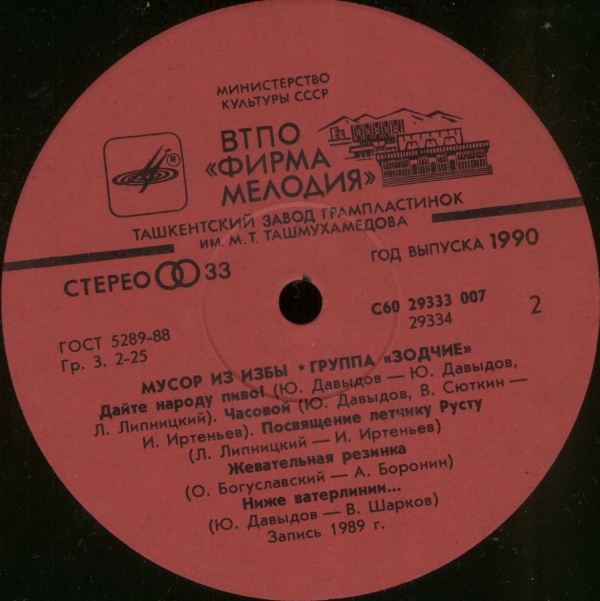 МИНИСТЕРСТВО
КУЛЬТУРЫ СССР
ВТПО
«ФИРМА
МЕЛОДИЯ»
®
ТАШКЕНТСКИЙ ЗАВОД ГРАМПЛАСТИНОК
ИМ. М. Т. ТАШМУХАМЕДОВА
СТЕРЕО 33
ГОД ВЫПУСКА 1990
ГОСТ 5289-88
Гр. 3. 2-25
С60 29333 007
29334
2
МУСОР ИЗ ИЗБЫ * ГРУППА «ЗОДЧИЕ»
Дайте народу пиво! (Ю. Давыдов — Ю. Давыдов,
Л. Липницкий). Часовой (Ю. Давыдов, В. Сюткин —
И. Иртеньев). Посвящение летчику Русту
(Л. Липницкий — И. Иртеньев)
Жевательная резинка
(О. Богуславский — А. Боронин)
Ниже ватерлинии...
(Ю. Давыдов — В. Шарков)
Запись 1989 г.